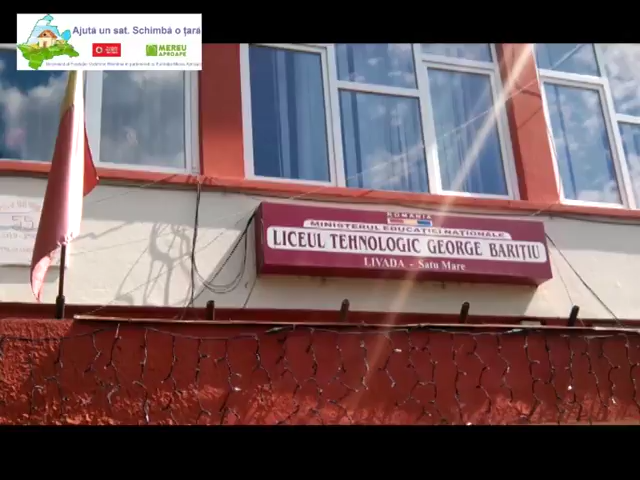 Ajută un sat. Schimbă o țară
MEREU
APROAPE
ROMANIA
MINISTERUL EDUCAȚIEI NAȚIONALE
LICEUL TEHNOLOGIC GEORGE BARIȚIU
LIVADA - Satu Mare